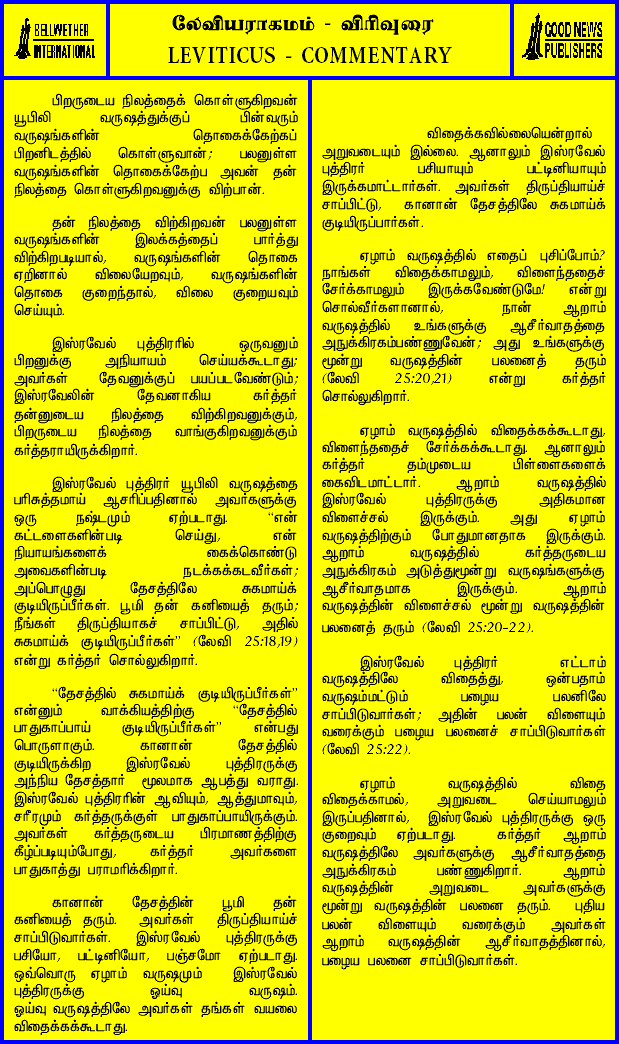 BELLWETHER
INTERNATIONAL
லேவியராகமம் - விரிவுரை
LEVITICUS - COMMENTARY
GOOD NEWS
PUBLISHERS
பிறருடைய நிலத்தைக் கொள்ளுகிறவன்
யூபிலி வருஷத்துக்குப் பின்வரும்
வருஷங்களின் தொகைக்கேற்கப்
பிறனிடத்தில் கொள்ளுவான்; பலனுள்ள
வருஷங்களின் தொகைக்கேற்ப அவன் தன்
நிலத்தை கொள்ளுகிறவனுக்கு விற்பான்.
தன் நிலத்தை விற்கிறவன் பலனுள்ள
வருஷங்களின் இலக்கத்தைப் பார்த்து
விற்கிறபடியால், வருஷங்களின் தொகை
ஏறினால் விலையேறவும், வருஷங்களின்
தொகை குறைந்தால், விலை குறையவும்
செய்யும்.
இஸ்ரவேல் புத்திரரில் ஒருவனும்
பிறனுக்கு அநியாயம் செய்யக்கூடாது;
அவர்கள் தேவனுக்குப் பயப்படவேண்டும்;
இஸ்ரவேலின் தேவனாகிய கர்த்தர்
தன்னுடைய நிலத்தை விற்கிறவனுக்கும்,
பிறருடைய நிலத்தை வாங்குகிறவனுக்கும்
கர்த்தராயிருக்கிறார்.
இஸ்ரவேல் புத்திரர் யூபிலி வருஷத்தை
பரிசுத்தமாய் ஆசரிப்பதினால் அவர்களுக்கு
ஒரு நஷ்டமும் ஏற்படாது. “என்
கட்டளைகளின்படி செய்து, என்
நியாயங்களைக் கைக்கொண்டு
அவைகளின்படி நடக்கக்கடவீர்கள்;
அப்பொழுது தேசத்திலே சுகமாய்க்
குடியிருப்பீர்கள். பூமி தன் கனியைத் தரும்;
நீங்கள் திருப்தியாகச் சாப்பிட்டு, அதில்
சுகமாய்க் குடியிருப்பீர்கள்” (லேவி 25:18,19)
என்று கர்த்தர் சொல்லுகிறார்.
“தேசத்தில் சுகமாய்க் குடியிருப்பீர்கள்”
என்னும் வாக்கியத்திற்கு “தேசத்தில்
பாதுகாப்பாய் குடியிருப்பீர்கள்” என்பது
பொருளாகும். கானான் தேசத்தில்
குடியிருக்கிற இஸ்ரவேல் புத்திரருக்கு
அந்நிய தேசத்தார் மூலமாக ஆபத்து வராது.
இஸ்ரவேல் புத்திரரின் ஆவியும், ஆத்துமாவும்,
சரீரமும் கர்த்தருக்குள் பாதுகாப்பாயிருக்கும்.
அவர்கள் கர்த்தருடைய பிரமாணத்திற்கு
கீழ்ப்படியும்போது, கர்த்தர் அவர்களை
பாதுகாத்து பராமரிக்கிறார்.
கானான் தேசத்தின் பூமி தன்
கனியைத் தரும். அவர்கள் திருப்தியாய்ச்
சாப்பிடுவார்கள். இஸ்ரவேல் புத்திரருக்கு
பசியோ, பட்டினியோ, பஞ்சமோ ஏற்படாது.
ஒவ்வொரு ஏழாம் வருஷமும் இஸ்ரவேல்
புத்திரருக்கு ஓய்வு வருஷம்.
ஓய்வு வருஷத்திலே அவர்கள் தங்கள் வயலை
விதைக்கக்கூடாது.
விதைக்கவில்லையென்றால்
அறுவடையும் இல்லை. ஆனாலும் இஸ்ரவேல்
புத்திரர் பசியாயும் பட்டினியாயும்
இருக்கமாட்டார்கள். அவர்கள் திருப்தியாய்ச்
சாப்பிட்டு, கானான் தேசத்திலே சுகமாய்க்
குடியிருப்பார்கள்.
ஏழாம் வருஷத்தில் எதைப் புசிப்போம்?
நாங்கள் விதைக்காமலும், விளைந்ததைச்
சேர்க்காமலும் இருக்கவேண்டுமே! என்று
சொல்வீர்களானால், நான் ஆறாம்
வருஷத்தில் உங்களுக்கு ஆசீர்வாதத்தை
அநுக்கிரகம்பண்ணுவேன்; அது உங்களுக்கு
மூன்று வருஷத்தின் பலனைத் தரும்
(லேவி 25:20,21) என்று கர்த்தர்
சொல்லுகிறார்.
ஏழாம் வருஷத்தில் விதைக்கக்கூடாது,
விளைந்ததைச் சேர்க்கக்கூடாது. ஆனாலும்
கர்த்தர் தம்முடைய பிள்ளைகளைக்
கைவிடமாட்டார். ஆறாம் வருஷத்தில்
இஸ்ரவேல் புத்திரருக்கு அதிகமான
விளைச்சல் இருக்கும். அது ஏழாம்
வருஷத்திற்கும் போதுமானதாக இருக்கும்.
ஆறாம் வருஷத்தில் கர்த்தருடைய
அநுக்கிரகம் அடுத்துமூன்று வருஷங்களுக்கு
ஆசீர்வாதமாக இருக்கும். ஆறாம்
வருஷத்தின் விளைச்சல் மூன்று வருஷத்தின்
பலனைத் தரும் (லேவி 25:20-22).
இஸ்ரவேல் புத்திரர் எட்டாம்
வருஷத்திலே விதைத்து, ஒன்பதாம்
வருஷம்மட்டும் பழைய பலனிலே
சாப்பிடுவார்கள்; அதின் பலன் விளையும்
வரைக்கும் பழைய பலனைச் சாப்பிடுவார்கள்
(லேவி 25:22).
ஏழாம் வருஷத்தில் விதை
விதைக்காமல், அறுவடை செய்யாமலும்
இருப்பதினால், இஸ்ரவேல் புத்திரருக்கு ஒரு
குறைவும் ஏற்படாது. கர்த்தர் ஆறாம்
வருஷத்திலே அவர்களுக்கு ஆசீர்வாதத்தை
அநுக்கிரகம் பண்ணுகிறார். ஆறாம்
வருஷத்தின் அறுவடை அவர்களுக்கு
மூன்று வருஷத்தின் பலனை தரும். புதிய
பலன் விளையும் வரைக்கும் அவர்கள்
ஆறாம் வருஷத்தின் ஆசீர்வாதத்தினால்,
பழைய பலனை சாப்பிடுவார்கள்.